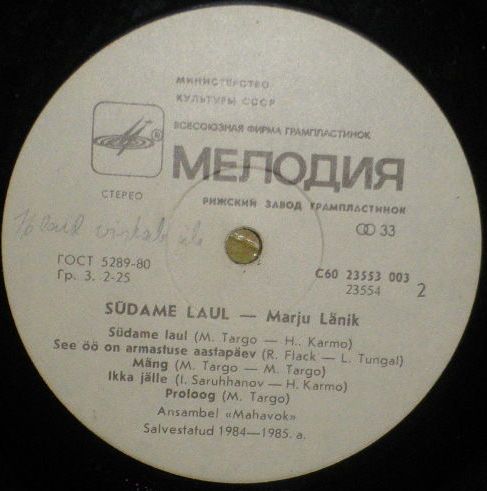 МИНИСТЕРСТВО
КУЛЬТУРЫ СССР
ВСЕСОЮЗНАЯ ФИРМА ГРАМПЛАСТИНОК
МЕЛОДИЯ
РИЖСКИЙ ЗАВОД ГРАМПЛАСТИНОК
СТЕРЕО
33
ГОСТ 5289-80
Гр. 3. 2-25
С60 23553 003
23554
2
SÜDAME LAUL — Marju Länik
Südame laul (M. Targo — H.. Karmo)
See öö on armastuse aastapäev (R. Flack — L. Tungal)
Mäng (M. Targo — M. Targo)
Ikka jälle (I. Saruhhanov — H. Karmo)
Proloog (M. Targo)
Ansambel «Mahavok»
Salvestatud 1984—1985. a.